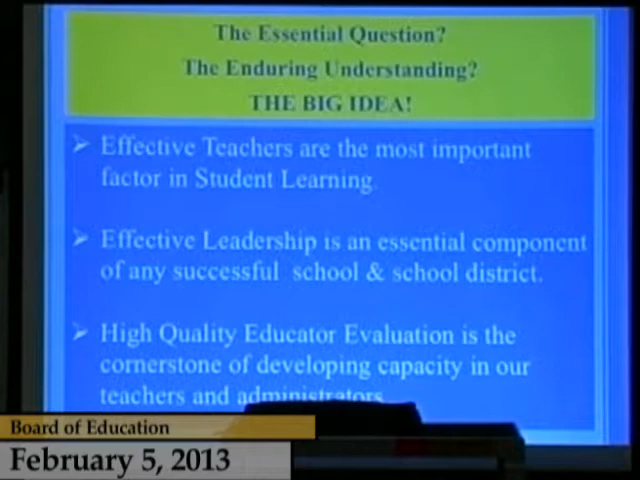 The Essential Question?
The Enduring Understanding?
THE BIG IDEA!
Effective Teachers are the most important
factor in Student Learning.
Effective Leadership is an essential component
of any successful school & school district.
High Quality Educator Evaluation is the
cornerstone of developing capacity in our
teachers and administrators
Board of Education
February 5, 2013